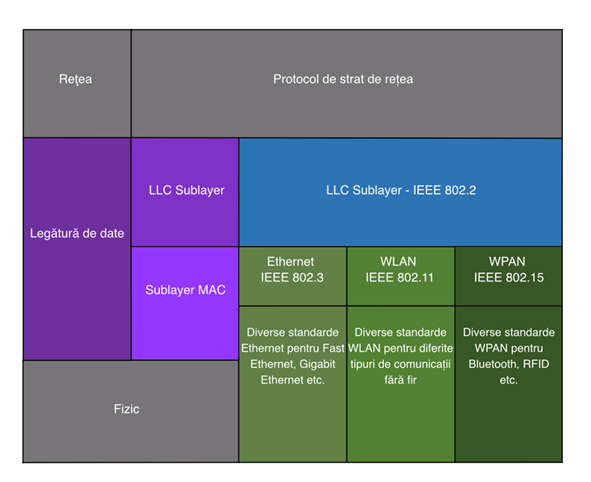 Reţea
Protocol de strat de rețea
LLC Sublayer
LLC Sublayer - IEEE 802.2
Legătură de date
Sublayer MAC
Ethernet
IEEE 802.3
WLAN
IEEE 802.11
WPAN
IEEE 802.15
Diverse standarde
Ethernet pentru Fast
Ethernet, Gigabit
Ethernet etc.
Diverse standarde
WLAN pentru diferite
tipuri de comunicații
fără fir
Diverse standarde
WPAN pentru
Bluetooth, RFID
etc.
Fizic